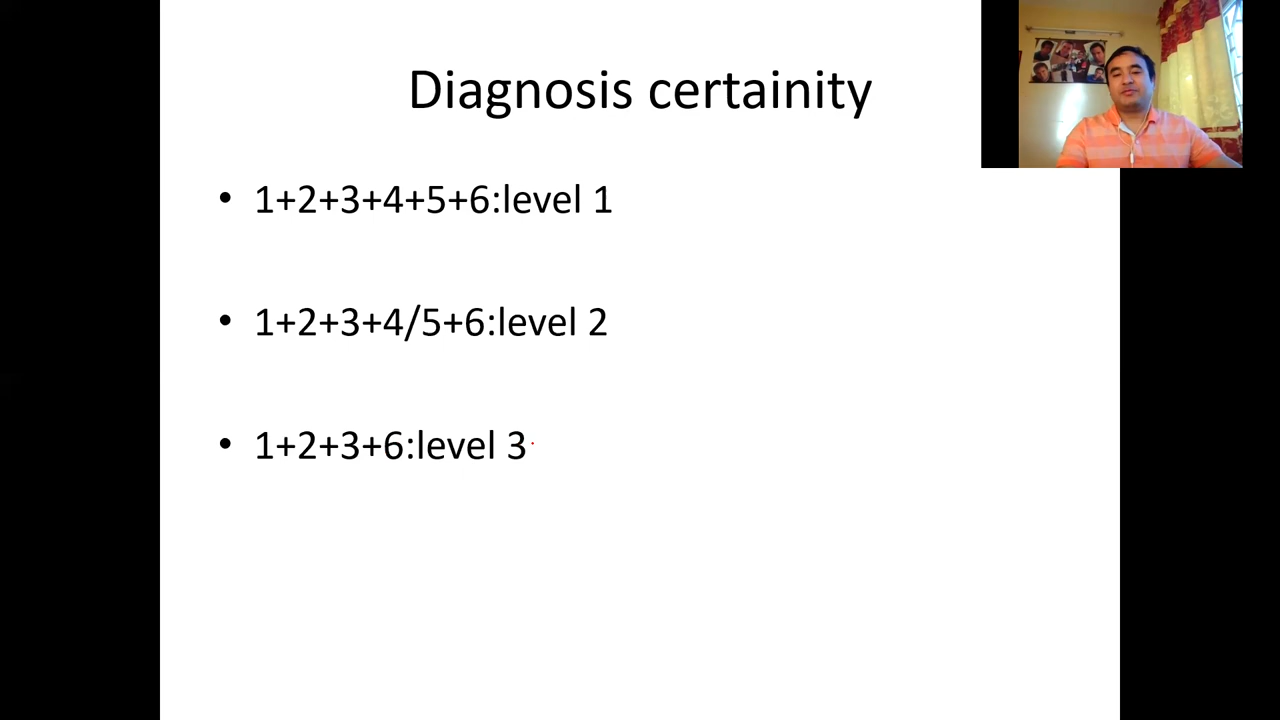 Diagnosis certainity
• 1+2+3+4+5+6:level 1
• 1+2+3+4/5+6:level 2
• 1+2+3+6:level 3